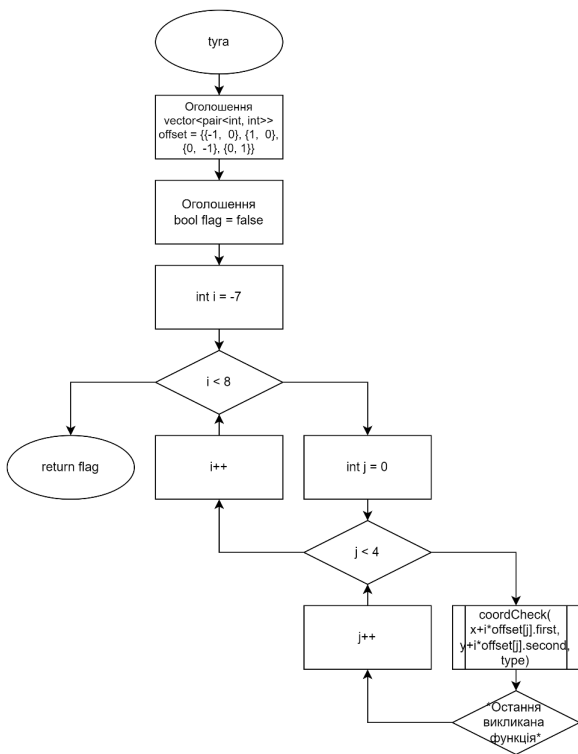 tyra
Оголошення
vector<pair<int, int>>
offset = {{-1, 0}, {1, 0},
{0, -1}, {0, 1}}
Оголошення
bool flag = false
int i = -7
i < 8
return flag
i++
int j = 0
j < 4
j++
coordCheck(
x+i*offset[j].first,
y+i*offset[j].second,
type)
*Остання
викликана
функція*